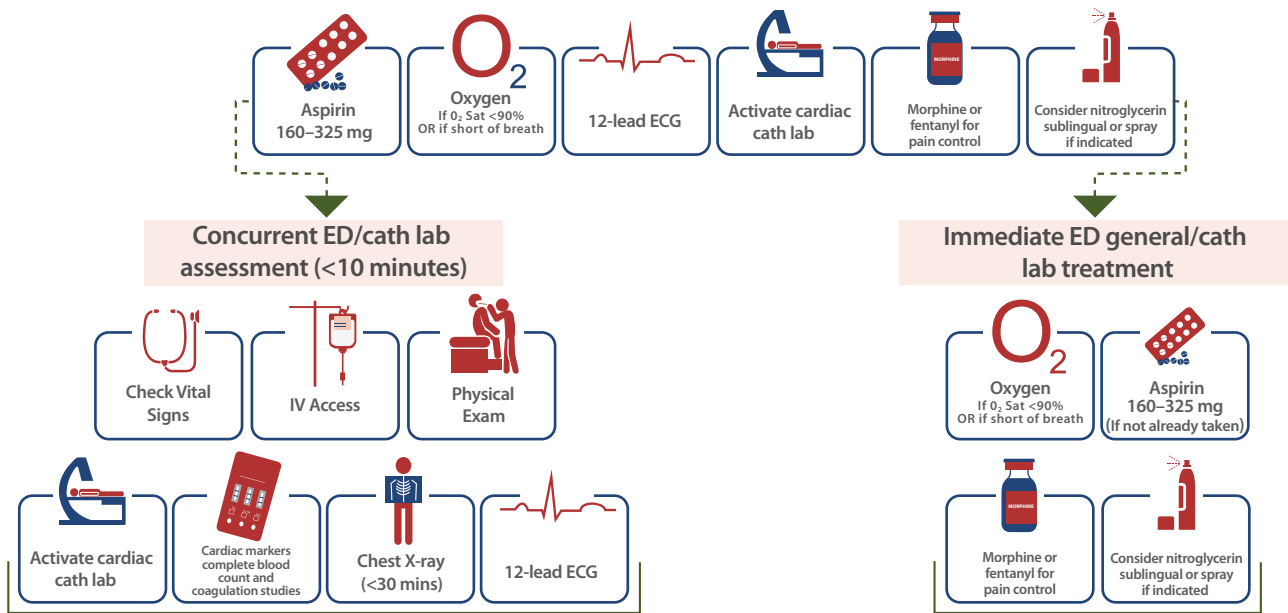 O2
Aspirin
160–325 mg
Oxygen
If 0₂ Sat <90%
OR if short of breath
12-lead ECG
Activate cardiac
cath lab
MORPHINE
Morphine or
fentanyl for
pain control
Consider nitroglycerin
sublingual or spray
if indicated
Concurrent ED/cath lab
assessment (<10 minutes)
Check Vital
Signs
IV Access
Physical
Exam
Activate cardiac
cath lab
Cardiac markers
complete blood
count and
coagulation studies
Chest X-ray
(<30 mins)
12-lead ECG
Immediate ED general/cath
lab treatment
O2
Oxygen
If 0₂ Sat <90%
OR if short of breath
Aspirin
160–325 mg
(If not already taken)
MORPHINE
Morphine or
fentanyl for
pain control
Consider nitroglycerin
sublingual or spray
if indicated